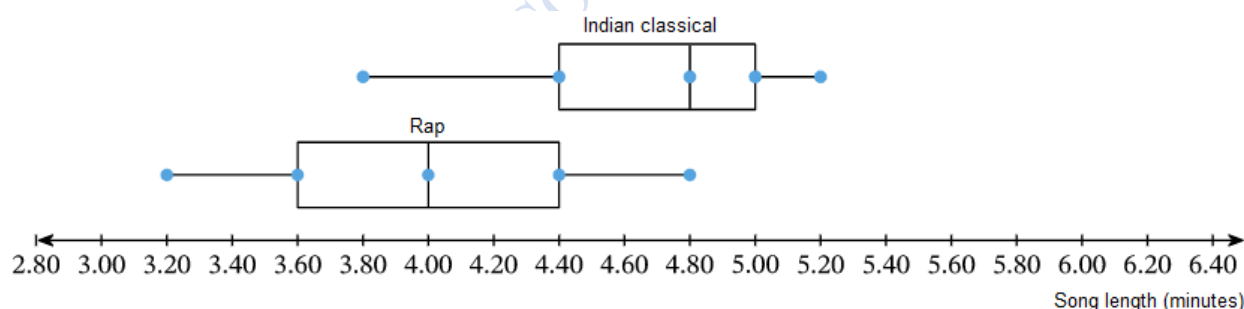 Indian classical
Rap
2.80 3.00 3.20 3.40 3.60 3.80 4.00 4.20 4.40 4.60 4.80 5.00 5.20 5.40 5.60 5.80 6.00 6.20 6.40
Song length (minutes)